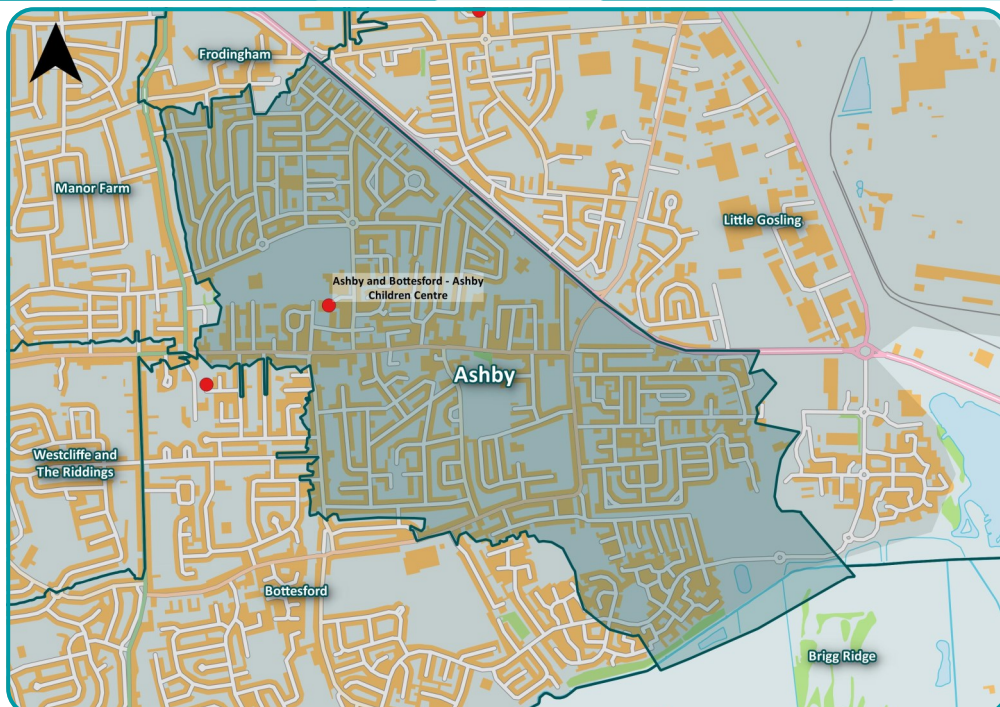 Frodingham
Manor Farm
Little Gosling
Ashby and Bottesford - Ashby
Children Centre
Ashby
Westcliffe and
The Riddings
Bottesford
Brigg Ridge